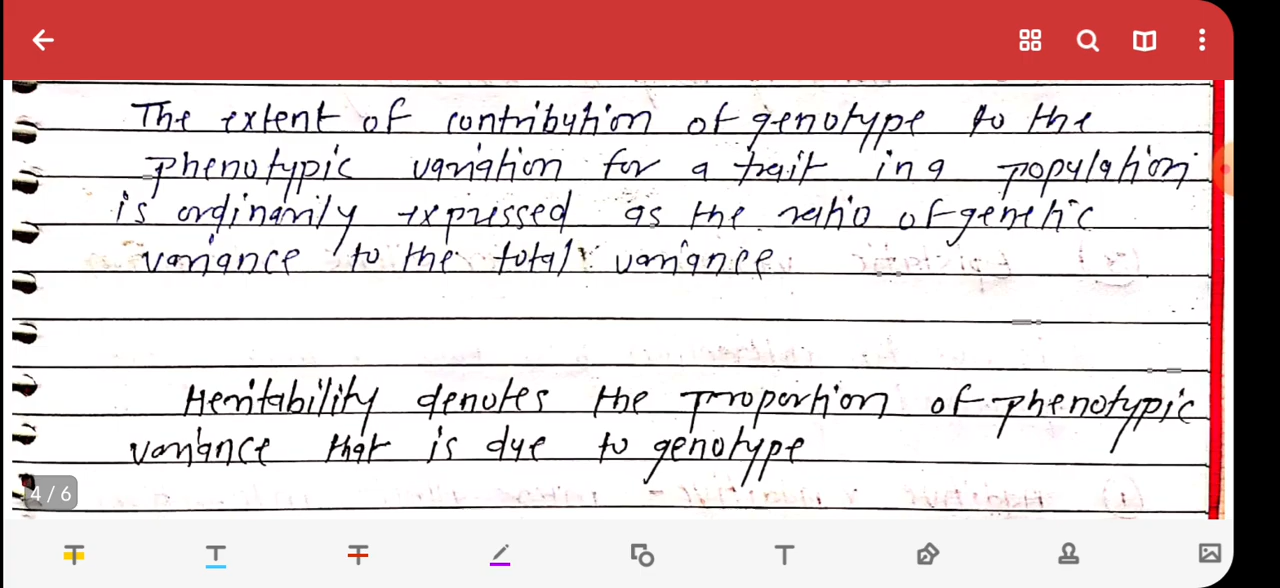 The extent of contribution of genotype to the
phenotypic variation for a trait in a population
is ordinarily expressed as the ratio of genetic
variance to the total variance
Heritability denotes the proportion of phenotypic
variance that is due to genotype
4 / 6